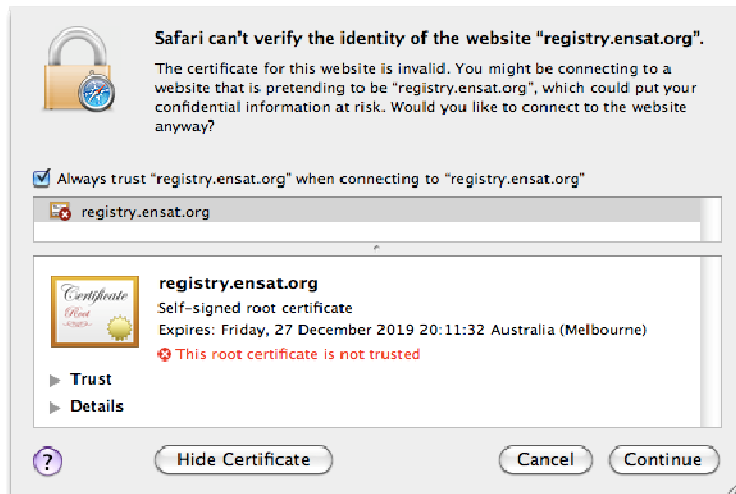 Safari can't verify the identity of the website “registry.ensat.org”.
The certificate for this website is invalid. You might be connecting to a
website that is pretending to be “registry.ensat.org”, which could put your
confidential information at risk. Would you like to connect to the website
anyway?
Always trust “registry.ensat.org” when connecting to “registry.ensat.org”
registry.ensat.org
Certificate
Root
registry.ensat.org
Self-signed root certificate
Expires: Friday, 27 December 2019 20:11:32 Australia (Melbourne)
This root certificate is not trusted
Trust
Details
?
Hide Certificate
Cancel
Continue